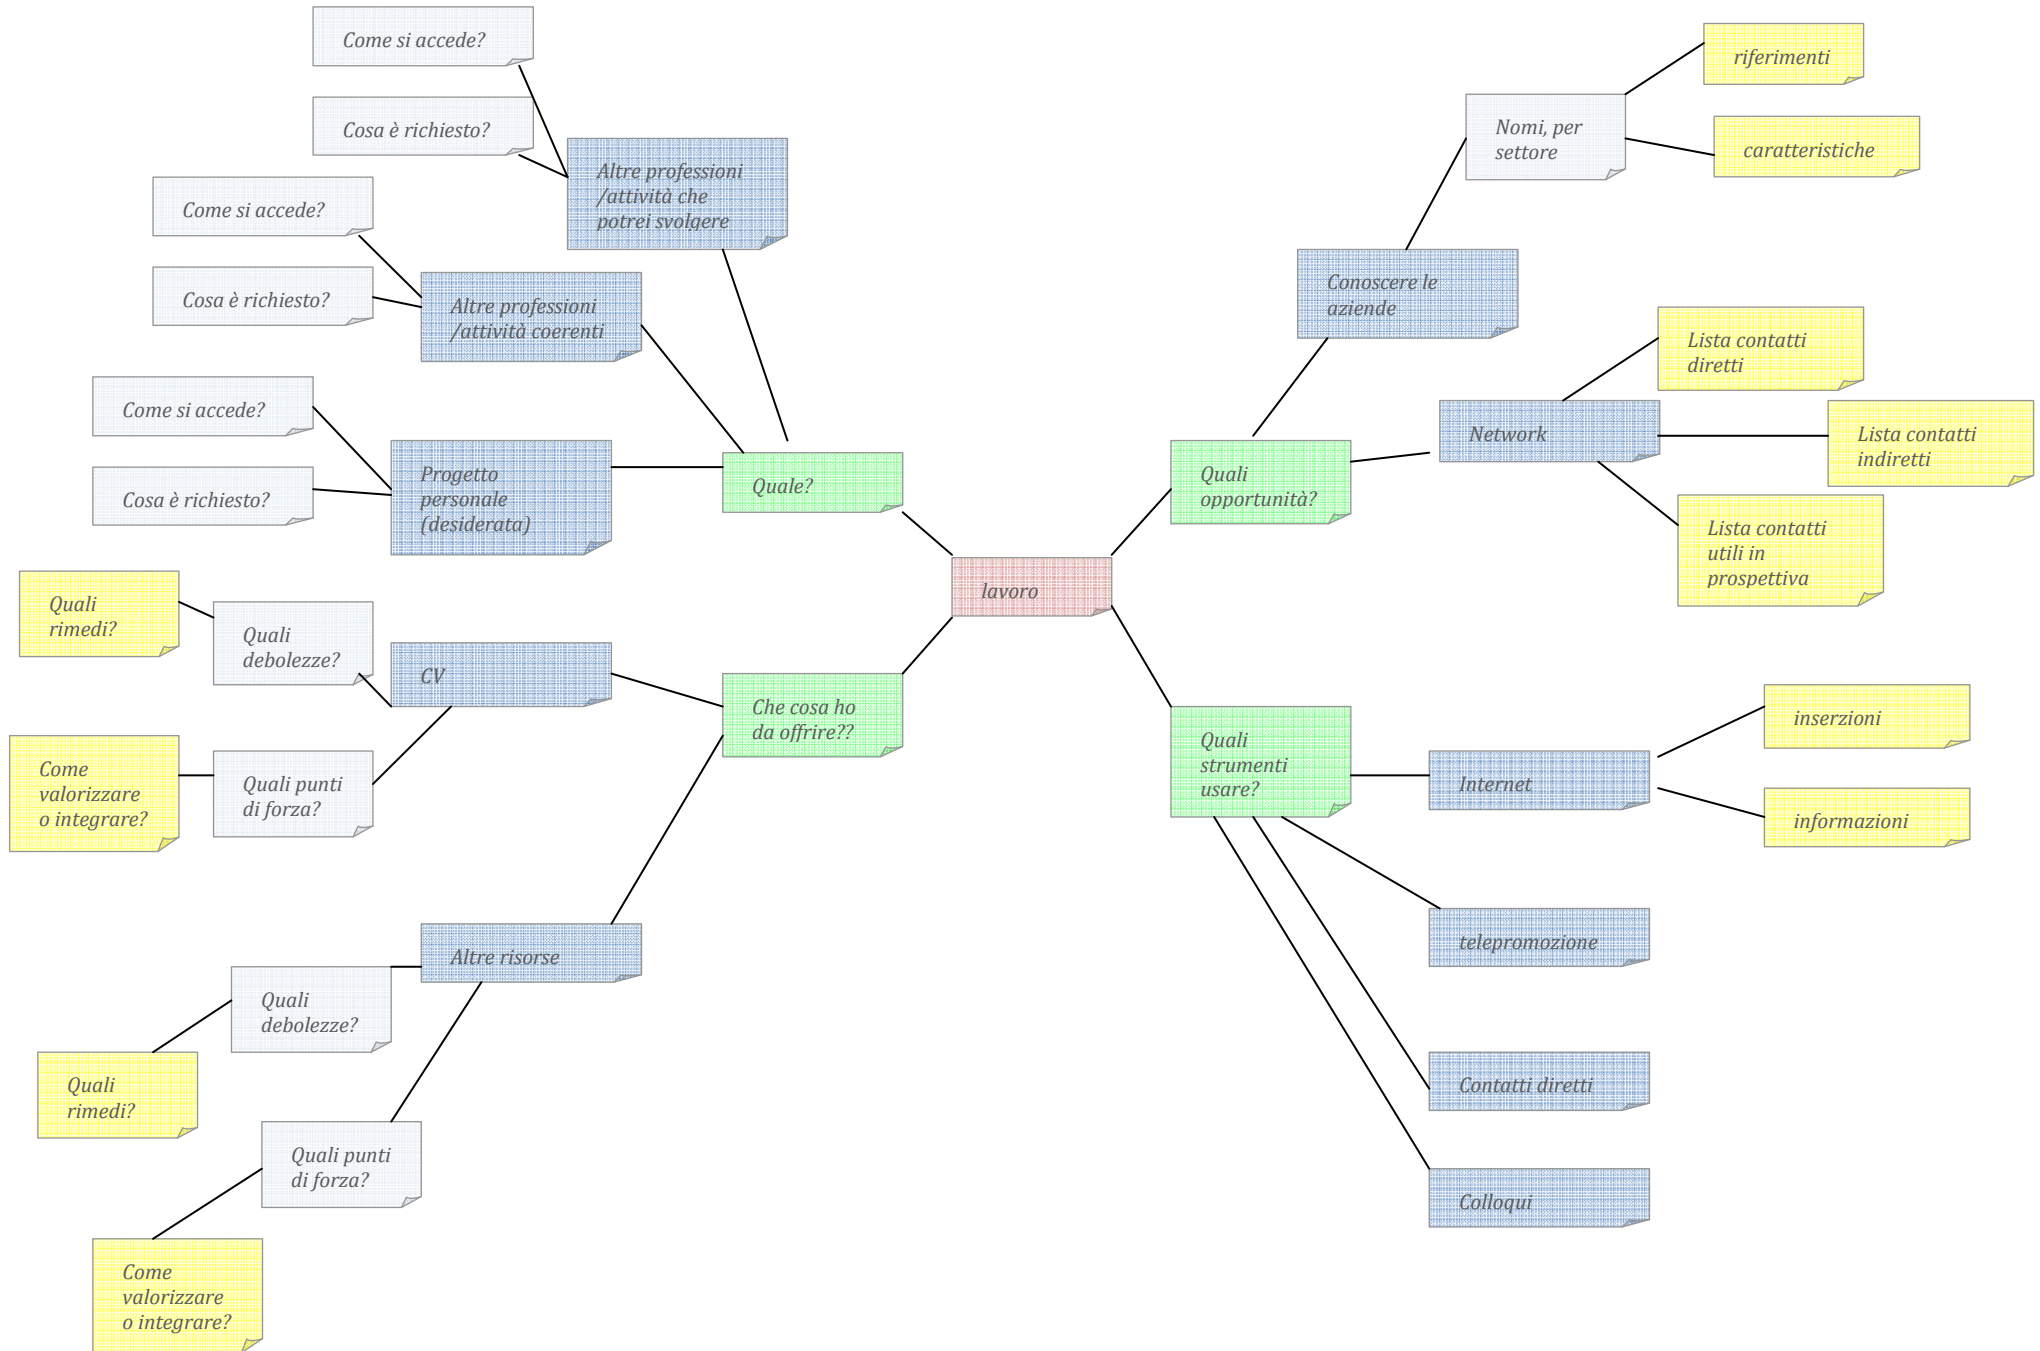 Come si accede?
Cosa è richiesto?
Altre professioni
/attività che
potrei svolgere
Come si accede?
Cosa è richiesto?
Altre professioni
/attività coerenti
Come si accede?
Cosa è richiesto?
Progetto
personale
(desiderata)
Quale?
Quali
rimedi?
Quali
debolezze?
CV
Come
valorizzare
o integrare?
Quali punti
di forza?
Che cosa ho
da offrire??
Altre risorse
Quali
debolezze?
Quali
rimedi?
Quali punti
di forza?
Come
valorizzare
o integrare?
lavoro
riferimenti
Nomi, per
settore
caratteristiche
Conoscere le
aziende
Lista contatti
diretti
Network
Lista contatti
indiretti
Quali
opportunità?
Lista contatti
utili in
prospettiva
Quali
strumenti
usare?
inserzioni
Internet
informazioni
telepromozione
Contatti diretti
Colloqui